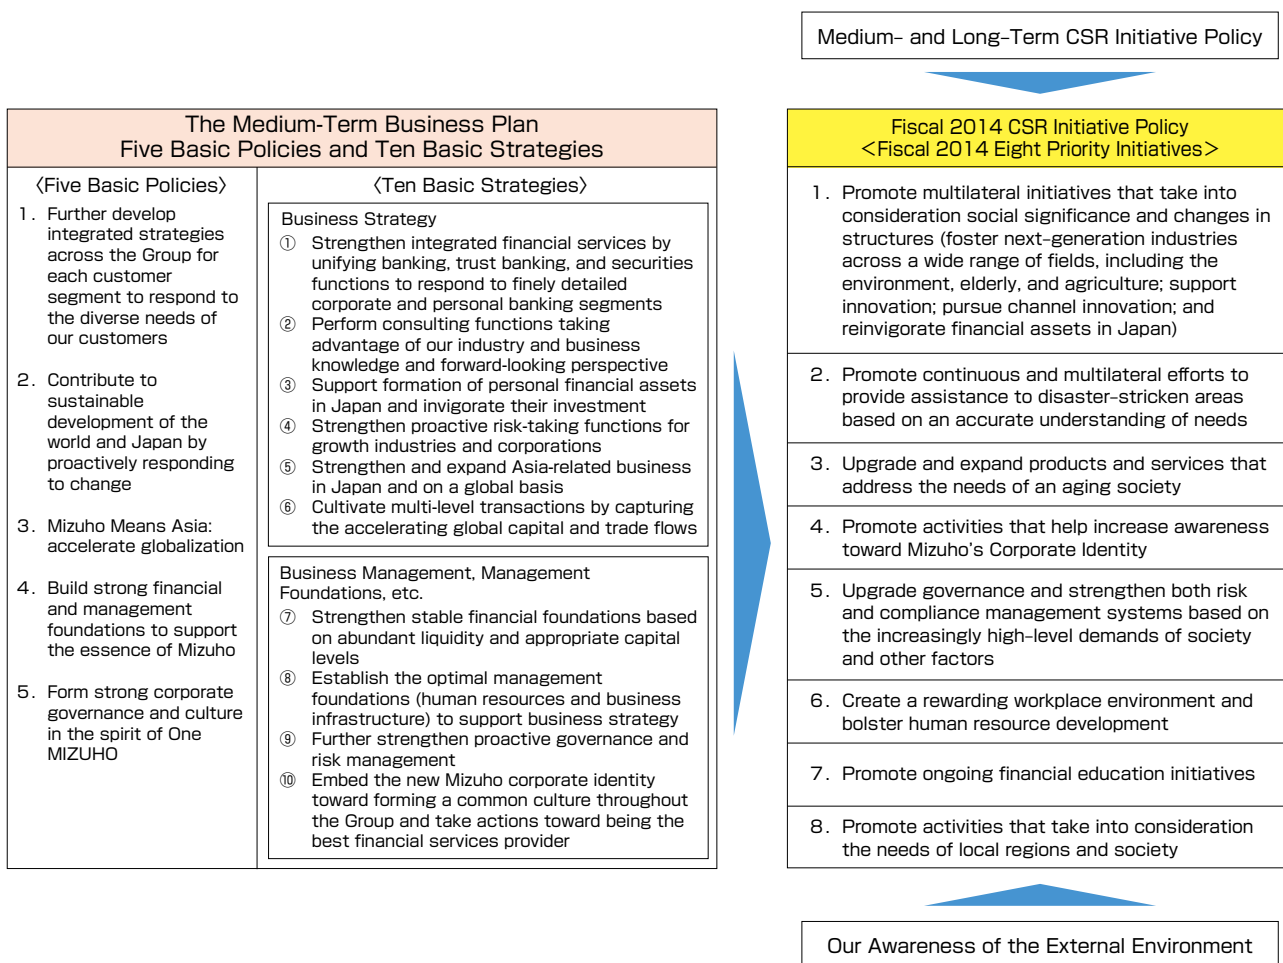 Medium- and Long-Term CSR Initiative Policy
The Medium-Term Business Plan
Five Basic Policies and Ten Basic Strategies
〈Five Basic Policies〉
1. Further develop
integrated strategies
across the Group for
each customer
segment to respond to
the diverse needs of
our customers
2. Contribute to
sustainable
development of the
world and Japan by
proactively responding
to change
3. Mizuho Means Asia:
accelerate globalization
4. Build strong financial
and management
foundations to support
the essence of Mizuho
5. Form strong corporate
governance and culture
in the spirit of One
MIZUHO
〈Ten Basic Strategies〉
Business Strategy
① Strengthen integrated financial services by
unifying banking, trust banking, and securities
functions to respond to finely detailed
corporate and personal banking segments
② Perform consulting functions taking
advantage of our industry and business
knowledge and forward-looking perspective
③ Support formation of personal financial assets
in Japan and invigorate their investment
④ Strengthen proactive risk-taking functions for
growth industries and corporations
⑤ Strengthen and expand Asia-related business
in Japan and on a global basis
⑥ Cultivate multi-level transactions by capturing
the accelerating global capital and trade flows
Business Management, Management
Foundations, etc.
⑦ Strengthen stable financial foundations based
on abundant liquidity and appropriate capital
levels
⑧ Establish the optimal management
foundations (human resources and business
infrastructure) to support business strategy
⑨ Further strengthen proactive governance and
risk management
⑩ Embed the new Mizuho corporate identity
toward forming a common culture throughout
the Group and take actions toward being the
best financial services provider
Fiscal 2014 CSR Initiative Policy
<Fiscal 2014 Eight Priority Initiatives>
1. Promote multilateral initiatives that take into
consideration social significance and changes in
structures (foster next-generation industries
across a wide range of fields, including the
environment, elderly, and agriculture; support
innovation; pursue channel innovation; and
reinvigorate financial assets in Japan)
2. Promote continuous and multilateral efforts to
provide assistance to disaster-stricken areas
based on an accurate understanding of needs
3. Upgrade and expand products and services that
address the needs of an aging society
4. Promote activities that help increase awareness
toward Mizuho's Corporate Identity
5. Upgrade governance and strengthen both risk
and compliance management systems based on
the increasingly high-level demands of society
and other factors
6. Create a rewarding workplace environment and
bolster human resource development
7. Promote ongoing financial education initiatives
8. Promote activities that take into consideration
the needs of local regions and society
Our Awareness of the External Environment